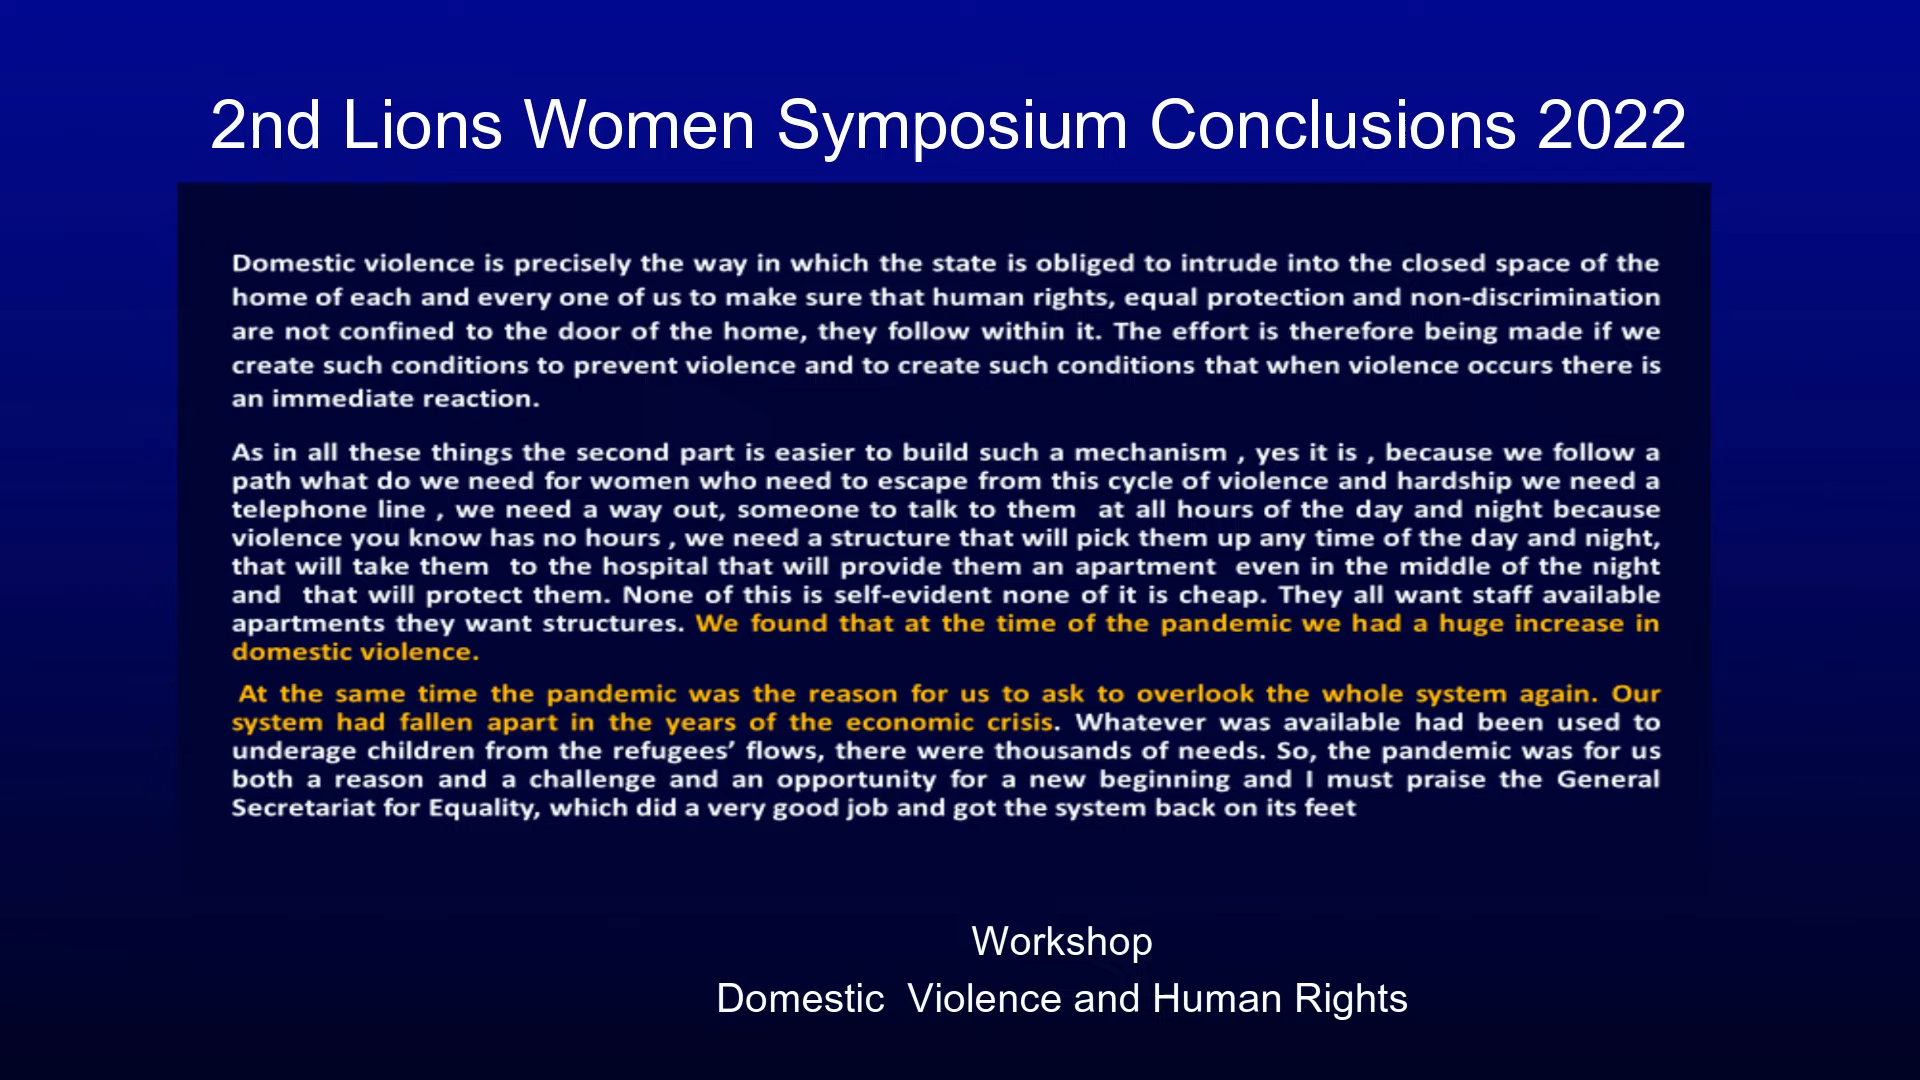 2nd Lions Women Symposium Conclusions 2022
Domestic violence is precisely the way in which the state is obliged to intrude into the closed space of the
home of each and every one of us to make sure that human rights, equal protection and non-discrimination
are not confined to the door of the home, they follow within it. The effort is therefore being made if we
create such conditions to prevent violence and to create such conditions that when violence occurs there is
an immediate reaction.
As in all these things the second part is easier to build such a mechanism , yes it is , because we follow a
path what do we need for women who need to escape from this cycle of violence and hardship we need a
telephone line , we need a way out, someone to talk to them  at all hours of the day and night because
violence you know has no hours , we need a structure that will pick them up any time of the day and night,
that will take them  to the hospital that will provide them an apartment  even in the middle of the night
and  that will protect them. None of this is self-evident none of it is cheap. They all want staff available
apartments they want structures. We found that at the time of the pandemic we had a huge increase in
domestic violence.
At the same time the pandemic was the reason for us to ask to overlook the whole system again. Our
system had fallen apart in the years of the economic crisis. Whatever was available had been used to
underage children from the refugees’ flows, there were thousands of needs. So, the pandemic was for us
both a reason and a challenge and an opportunity for a new beginning and I must praise the General
Secretariat for Equality, which did a very good job and got the system back on its feet
Workshop
Domestic  Violence and Human Rights